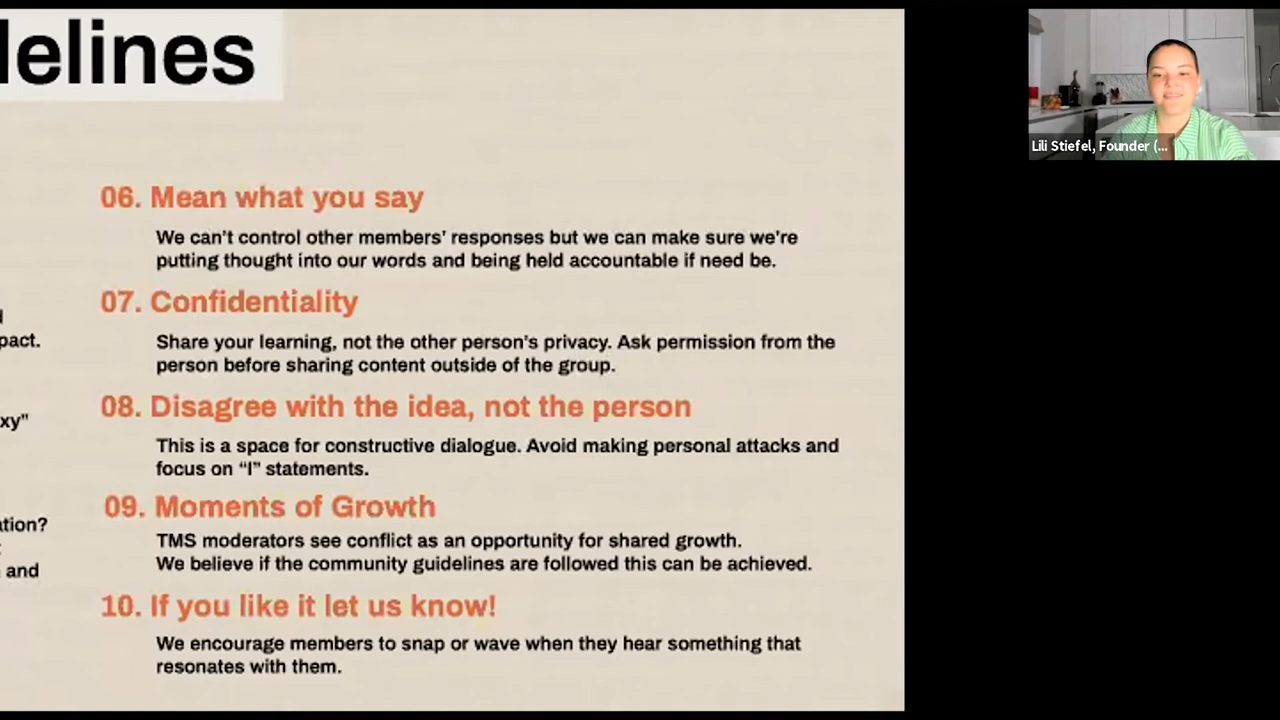 delines
06. Mean what you say
We can't control other members' responses but we can make sure we're
putting thought into our words and being held accountable if need be.
07. Confidentiality
Share your learning, not the other person's privacy. Ask permission from the
person before sharing content outside of the group.
08. Disagree with the idea, not the person
This is a space for constructive dialogue. Avoid making personal attacks and
focus on “I” statements.
09. Moments of Growth
TMS moderators see conflict as an opportunity for shared growth.
We believe if the community guidelines are followed this can be achieved.
10. If you like it let us know!
We encourage members to snap or wave when they hear something that
resonates with them.
pact.
xy"
ation?
and
Lili Stiefel, Founder (...